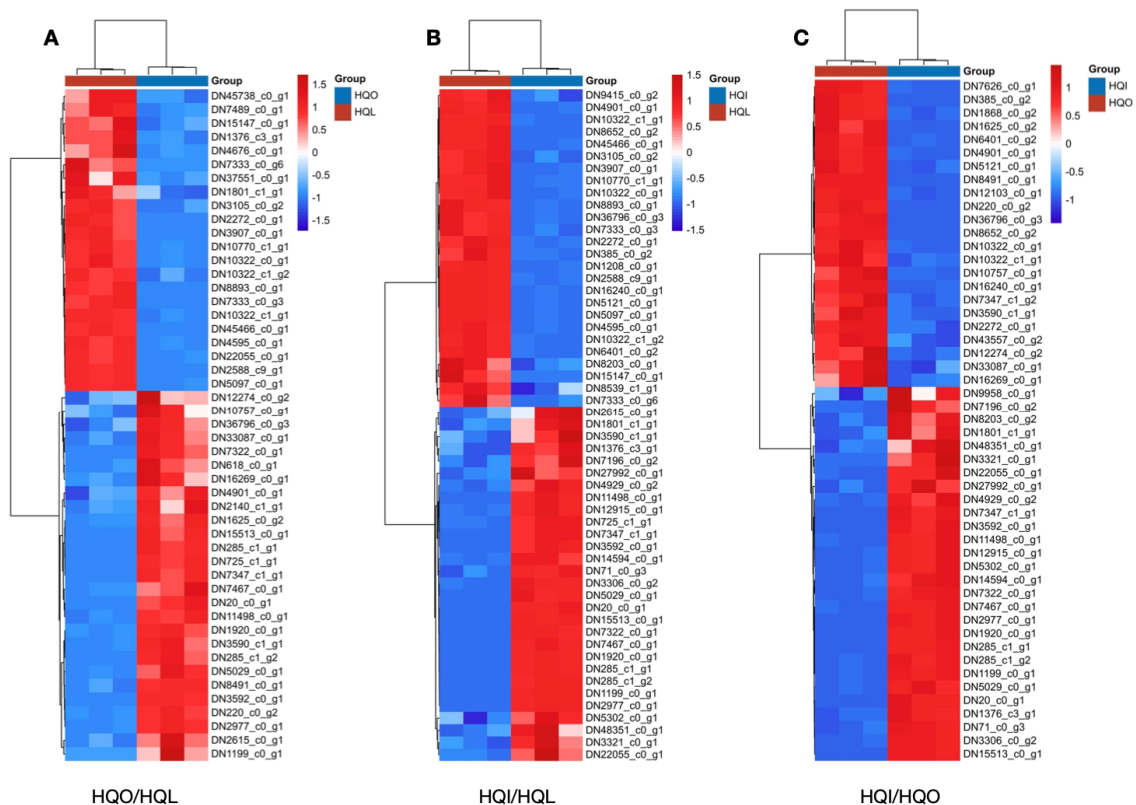 A
Group
DN45738_c0_g1
DN7489_c0_g1
DN15147_c0_g1
DN1376_c3_g1
DN4676_c0_g1
DN7333_c0_g6
DN37551_c0_g1
DN1801_c1_g1
DN3105_c0_g2
DN2272_c0_g1
DN3907_c0_g1
DN10770_c1_g1
DN10322_c0_g1
DN10322_c1_g2
DN8893_c0_g1
DN7333_c0_g3
DN10322_c1_g1
DN45466_c0_g1
DN4595_c0_g1
DN22055_c0_g1
DN2588_c9_g1
DN5097_c0_g1
DN12274_c0_g2
DN10757_c0_g1
DN36796_c0_g3
DN33087_c0_g1
DN7322_c0_g1
DN618_c0_g1
DN16269_c0_g1
DN4901_c0_g1
DN2140_c1_g1
DN1625_c0_g2
DN15513_c0_g1
DN285_c1_g1
DN725_c1_g1
DN7347_c1_g1
DN7467_c0_g1
DN20_c0_g1
DN11498_c0_g1
DN1920_c0_g1
DN3590_c1_g1
DN285_c1_g2
DN5029_c0_g1
DN8491_c0_g1
DN3592_c0_g1
DN220_c0_g2
DN2977_c0_g1
DN2615_c0_g1
DN1199_c0_g1
1.5
1
0.5
0
-0.5
-1
-1.5
Group
HQO
HQL
HQO/HQL
B
Group
DN9415_c0_g2
DN4901_c0_g1
DN10322_c1_g1
DN8652_c0_g2
DN45466_c0_g1
DN3105_c0_g2
DN3907_c0_g1
DN10770_c1_g1
DN10322_c0_g1
DN8893_c0_g1
DN36796_c0_g3
DN7333_c0_g3
DN2272_c0_g1
DN385_c0_g2
DN1208_c0_g1
DN2588_c9_g1
DN16240_c0_g1
DN5121_c0_g1
DN5097_c0_g1
DN4595_c0_g1
DN10322_c1_g2
DN6401_c0_g2
DN8203_c0_g1
DN15147_c0_g1
DN8539_c1_g1
DN7333_c0_g6
DN2615_c0_g1
DN1801_c1_g1
DN3590_c1_g1
DN1376_c3_g1
DN7196_c0_g2
DN27992_c0_g1
DN4929_c0_g2
DN11498_c0_g1
DN12915_c0_g1
DN725_c1_g1
DN7347_c1_g1
DN3592_c0_g1
DN14594_c0_g1
DN71_c0_g3
DN3306_c0_g2
DN5029_c0_g1
DN20_c0_g1
DN15513_c0_g1
DN7322_c0_g1
DN7467_c0_g1
DN1920_c0_g1
DN285_c1_g1
DN285_c1_g2
DN1199_c0_g1
DN2977_c0_g1
DN5302_c0_g1
DN48351_c0_g1
DN3321_c0_g1
DN22055_c0_g1
1.5
1
0.5
0
-0.5
-1
-1.5
Group
HQI
HQL
HQI/HQL
C
Group
DN7626_c0_g1
DN385_c0_g2
DN1868_c0_g2
DN1625_c0_g2
DN6401_c0_g2
DN4901_c0_g1
DN5121_c0_g1
DN8491_c0_g1
DN12103_c0_g1
DN220_c0_g2
DN36796_c0_g3
DN8652_c0_g2
DN10322_c0_g1
DN10322_c1_g1
DN10757_c0_g1
DN16240_c0_g1
DN7347_c1_g2
DN3590_c1_g1
DN2272_c0_g1
DN43557_c0_g2
DN12274_c0_g2
DN33087_c0_g1
DN16269_c0_g1
DN9958_c0_g1
DN7196_c0_g2
DN8203_c0_g2
DN1801_c1_g1
DN48351_c0_g1
DN3321_c0_g1
DN22055_c0_g1
DN27992_c0_g1
DN4929_c0_g2
DN7347_c1_g1
DN3592_c0_g1
DN11498_c0_g1
DN12915_c0_g1
DN5302_c0_g1
DN14594_c0_g1
DN7322_c0_g1
DN7467_c0_g1
DN2977_c0_g1
DN1920_c0_g1
DN285_c1_g1
DN285_c1_g2
DN1199_c0_g1
DN5029_c0_g1
DN20_c0_g1
DN1376_c3_g1
DN71_c0_g3
DN3306_c0_g2
DN15513_c0_g1
1
0.5
0
-0.5
-1
Group
HQI
HQO
HQI/HQO